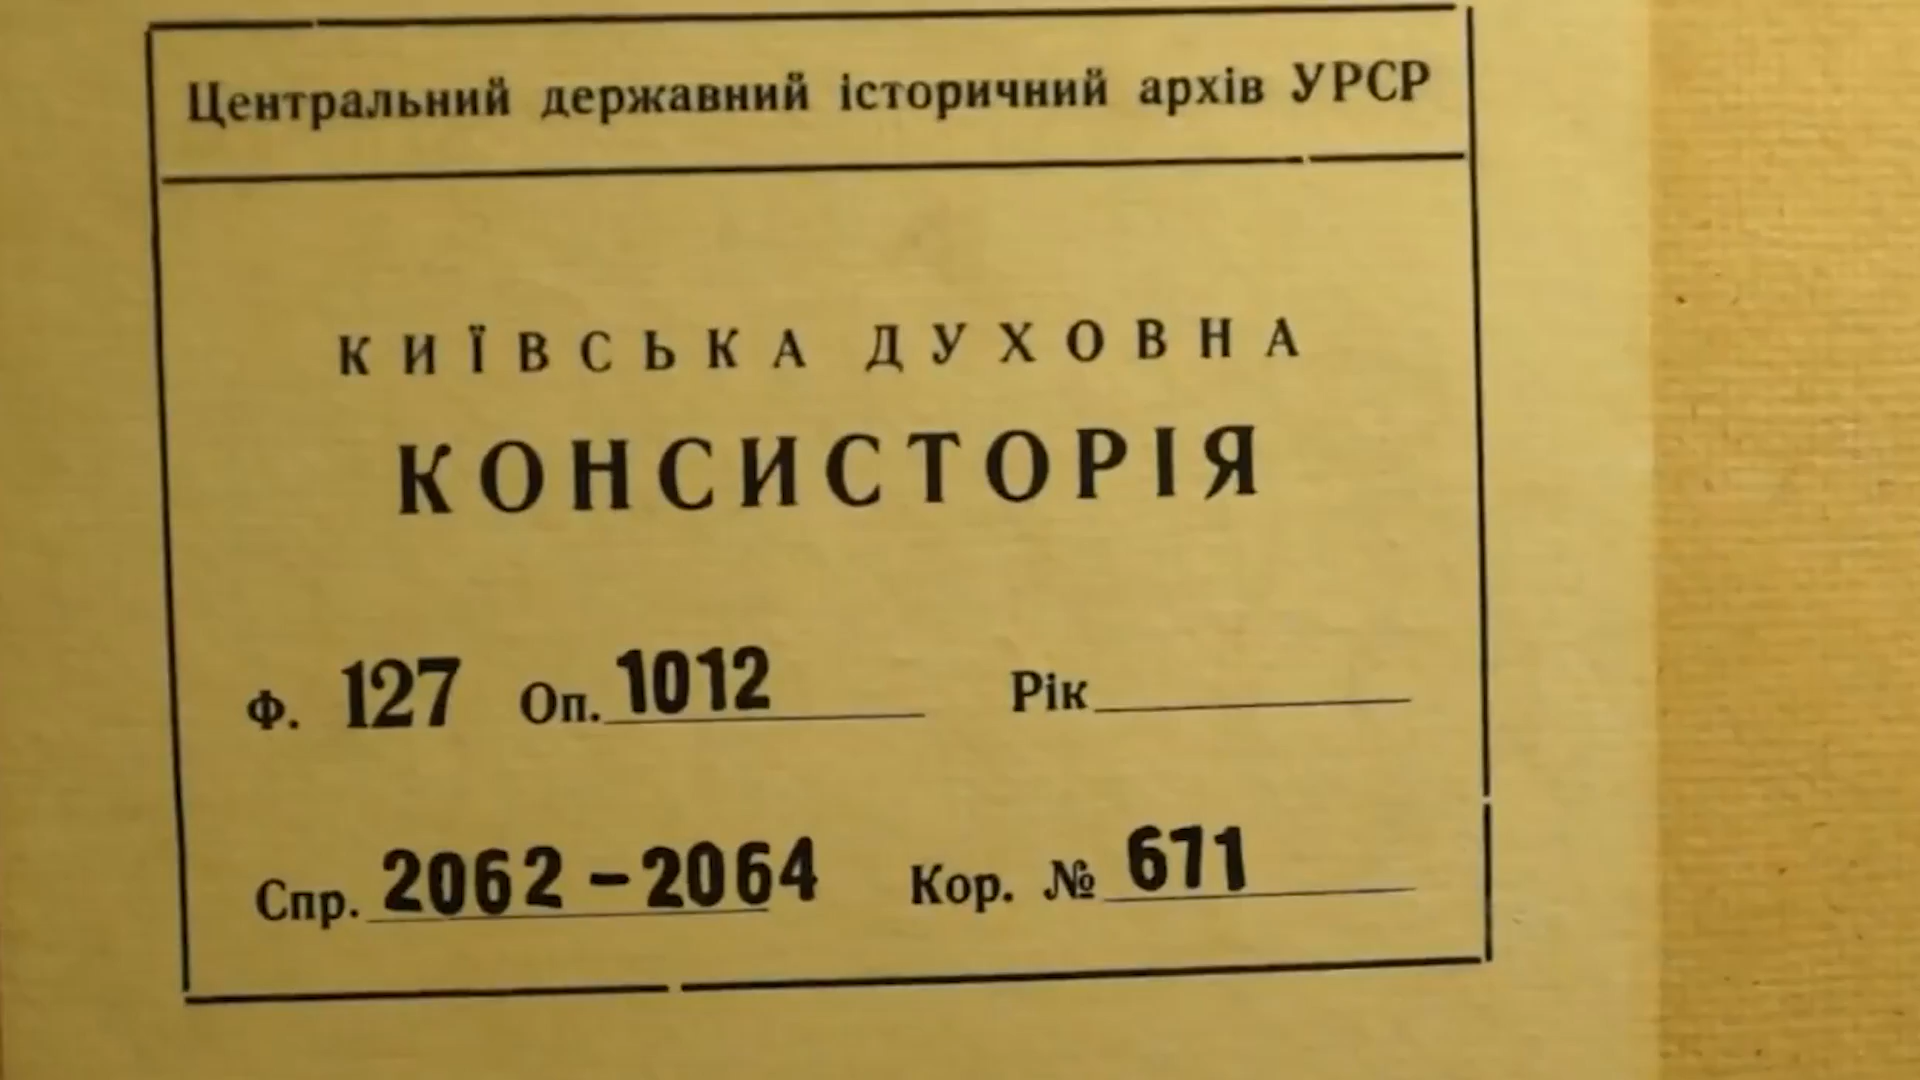 Центральний державний історичний архів УРСР
КИЇВСЬКА ДУХОВНА
КОНСИСТОРІЯ
Ф. 127 Оп. 1012 Рік
Спр. 2062-2064 Кор. № 671